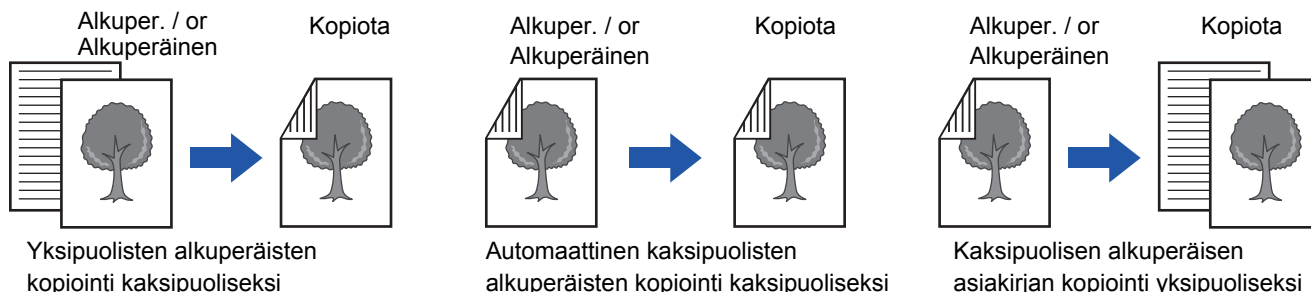 Alkuper. / or
Alkuperäinen
Kopiota
Yksipuolisten alkuperäisten
kopiointi kaksipuoliseksi
Alkuper. / or
Alkuperäinen
Kopiota
Automaattinen kaksipuolisten
alkuperäisten kopiointi kaksipuoliseksi
Alkuper. / or
Alkuperäinen
Kopiota
Kaksipuolisen alkuperäisen
asiakirjan kopiointi yksipuoliseksi